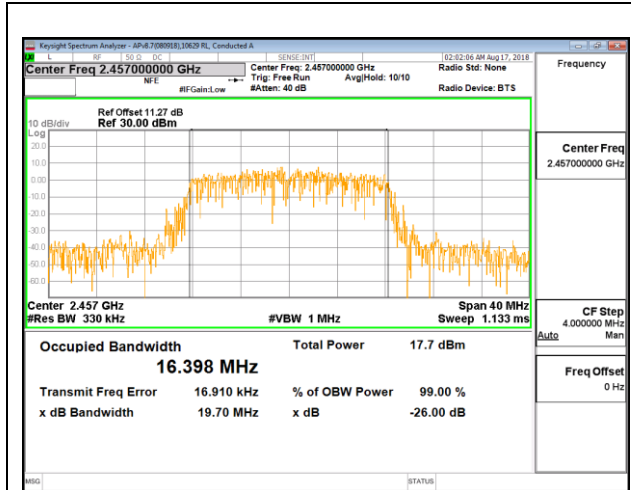 Keysight Spectrum Analyzer - APv8.7(080918),10629 RL, Conducted A
L RF 50 Ω DC SENSE:INT 02:02:06 AM Aug 17, 2018
Center Freq 2.457000000 GHz Center Freq: 2.457000000 GHz Radio Std: None
NFE Trig: Free Run Avg|Hold: 10/10
#IFGain:Low #Atten: 40 dB Radio Device: BTS
Frequency
Ref Offset 11.27 dB
10 dB/div Ref 30.00 dBm
Log
20.0
10.0
0.00
-10.0
-20.0
-30.0
-40.0
-50.0
-60.0
Center 2.457 GHz Span 40 MHz
#Res BW 330 kHz #VBW 1 MHz Sweep 1.133 ms
Occupied Bandwidth Total Power 17.7 dBm
16.398 MHz
Transmit Freq Error 16.910 kHz % of OBW Power 99.00 %
x dB Bandwidth 19.70 MHz x dB -26.00 dB
Center Freq
2.457000000 GHz
CF Step
4.000000 MHz
Auto Man
Freq Offset
0 Hz
MSG STATUS